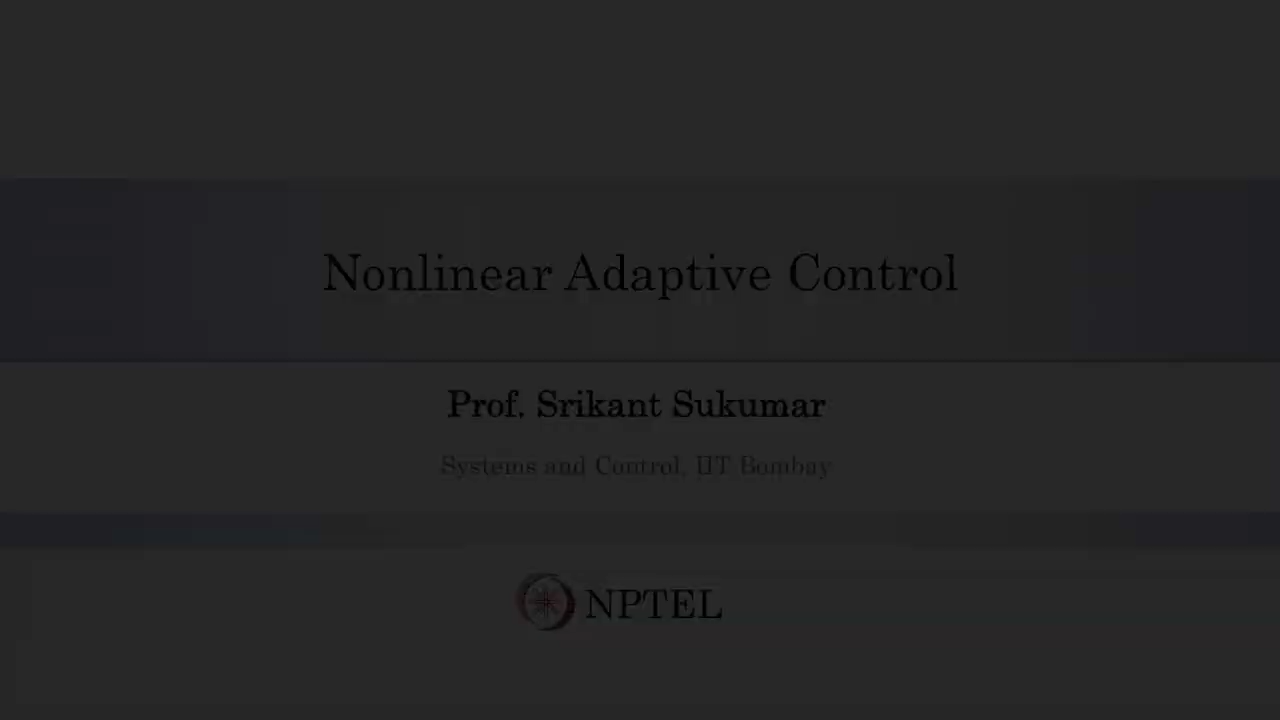 Nonlinear Adaptive Control
Prof. Srikant Sukumar
Systems and Control, IIT Bombay
NPTEL